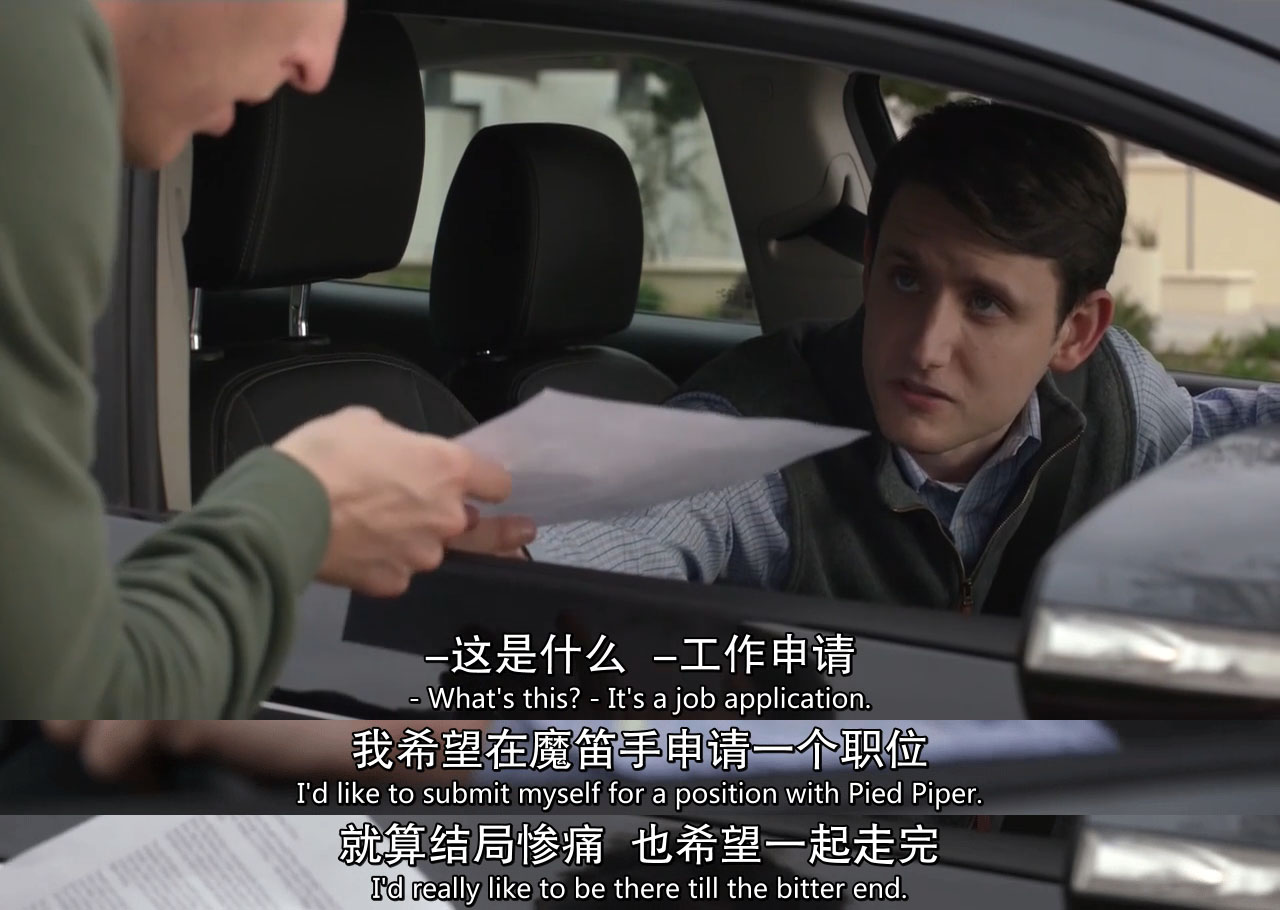 –这是什么 –工作申请
- What's this? - It's a job application.
我希望在魔笛手申请一个职位
I'd like to submit myself for a position with Pied Piper.
就算结局惨痛 也希望一起走完
I'd really like to be there till the bitter end.